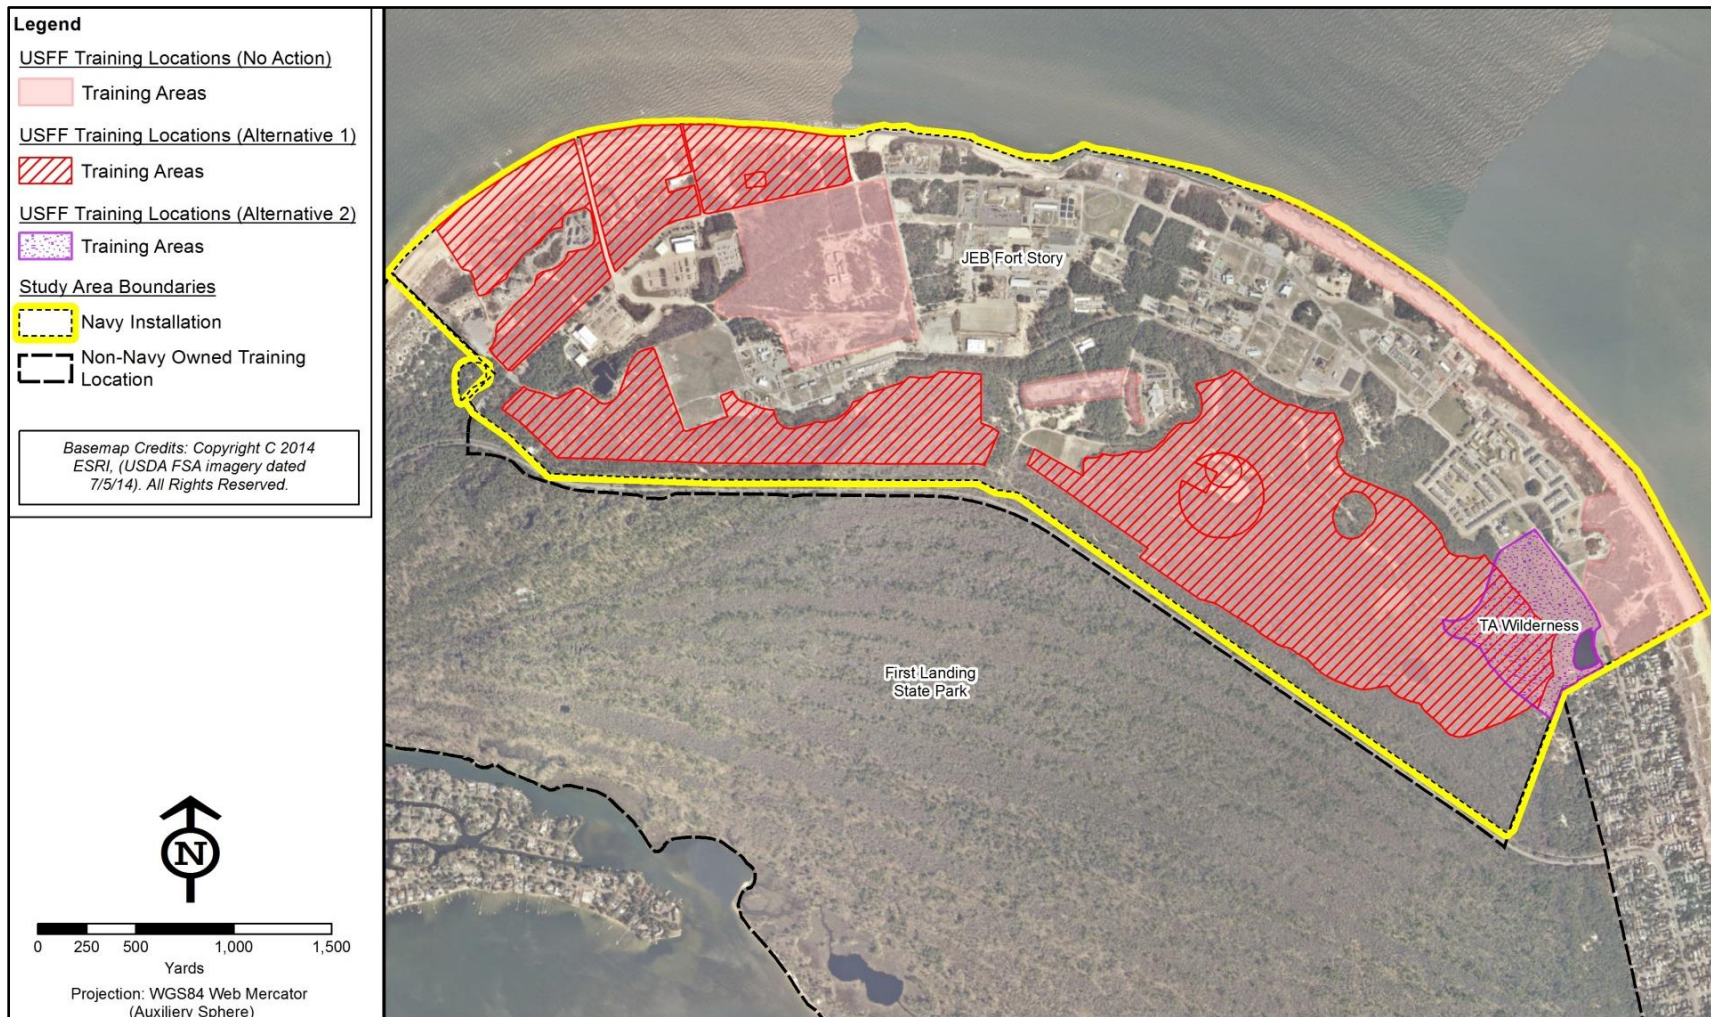 Legend
USFF Training Locations (No Action)
Training Areas
USFF Training Locations (Alternative 1)
Training Areas
USFF Training Locations (Alternative 2)
Training Areas
Study Area Boundaries
Navy Installation
Non-Navy Owned Training
Location
Basemap Credits: Copyright C 2014
ESRI, (USDA FSA imagery dated
7/5/14). All Rights Reserved.
N
0 250 500 1,000 1,500
Yards
Projection: WGS84 Web Mercator
(Auxiliery Sphere)
JEB Fort Story
TA Wilderness
First Landing
State Park